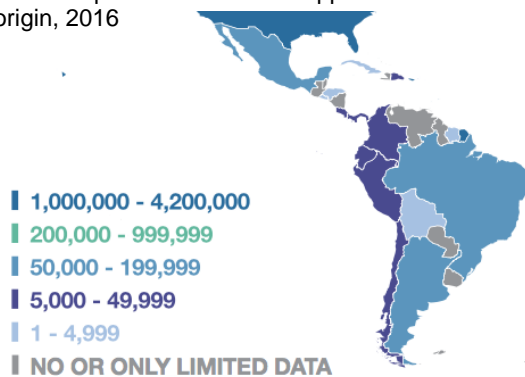 origin, 2016
1,000,000 - 4,200,000
200,000 - 999,999
50,000 - 199,999
5,000 - 49,999
1 - 4,999
NO OR ONLY LIMITED DATA